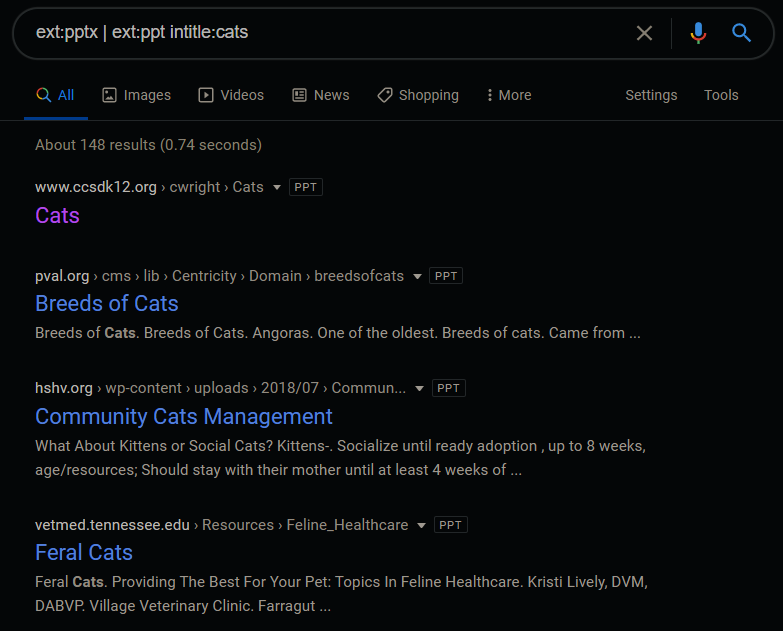 ext:pptx | ext:ppt intitle:cats
All Images Videos News Shopping More Settings Tools
About 148 results (0.74 seconds)
www.ccsdk12.org › cwright › Cats PPT
Cats
pval.org › cms › lib › Centricity › Domain › breedsofcats PPT
Breeds of Cats
Breeds of Cats. Breeds of Cats. Angoras. One of the oldest. Breeds of cats. Came from ...
hshv.org › wp-content › uploads › 2018/07 › Commun... PPT
Community Cats Management
What About Kittens or Social Cats? Kittens-. Socialize until ready adoption , up to 8 weeks,
age/resources; Should stay with their mother until at least 4 weeks of ...
vetmed.tennessee.edu › Resources › Feline_Healthcare PPT
Feral Cats
Feral Cats. Providing The Best For Your Pet: Topics In Feline Healthcare. Kristi Lively, DVM,
DABVP. Village Veterinary Clinic. Farragut ...